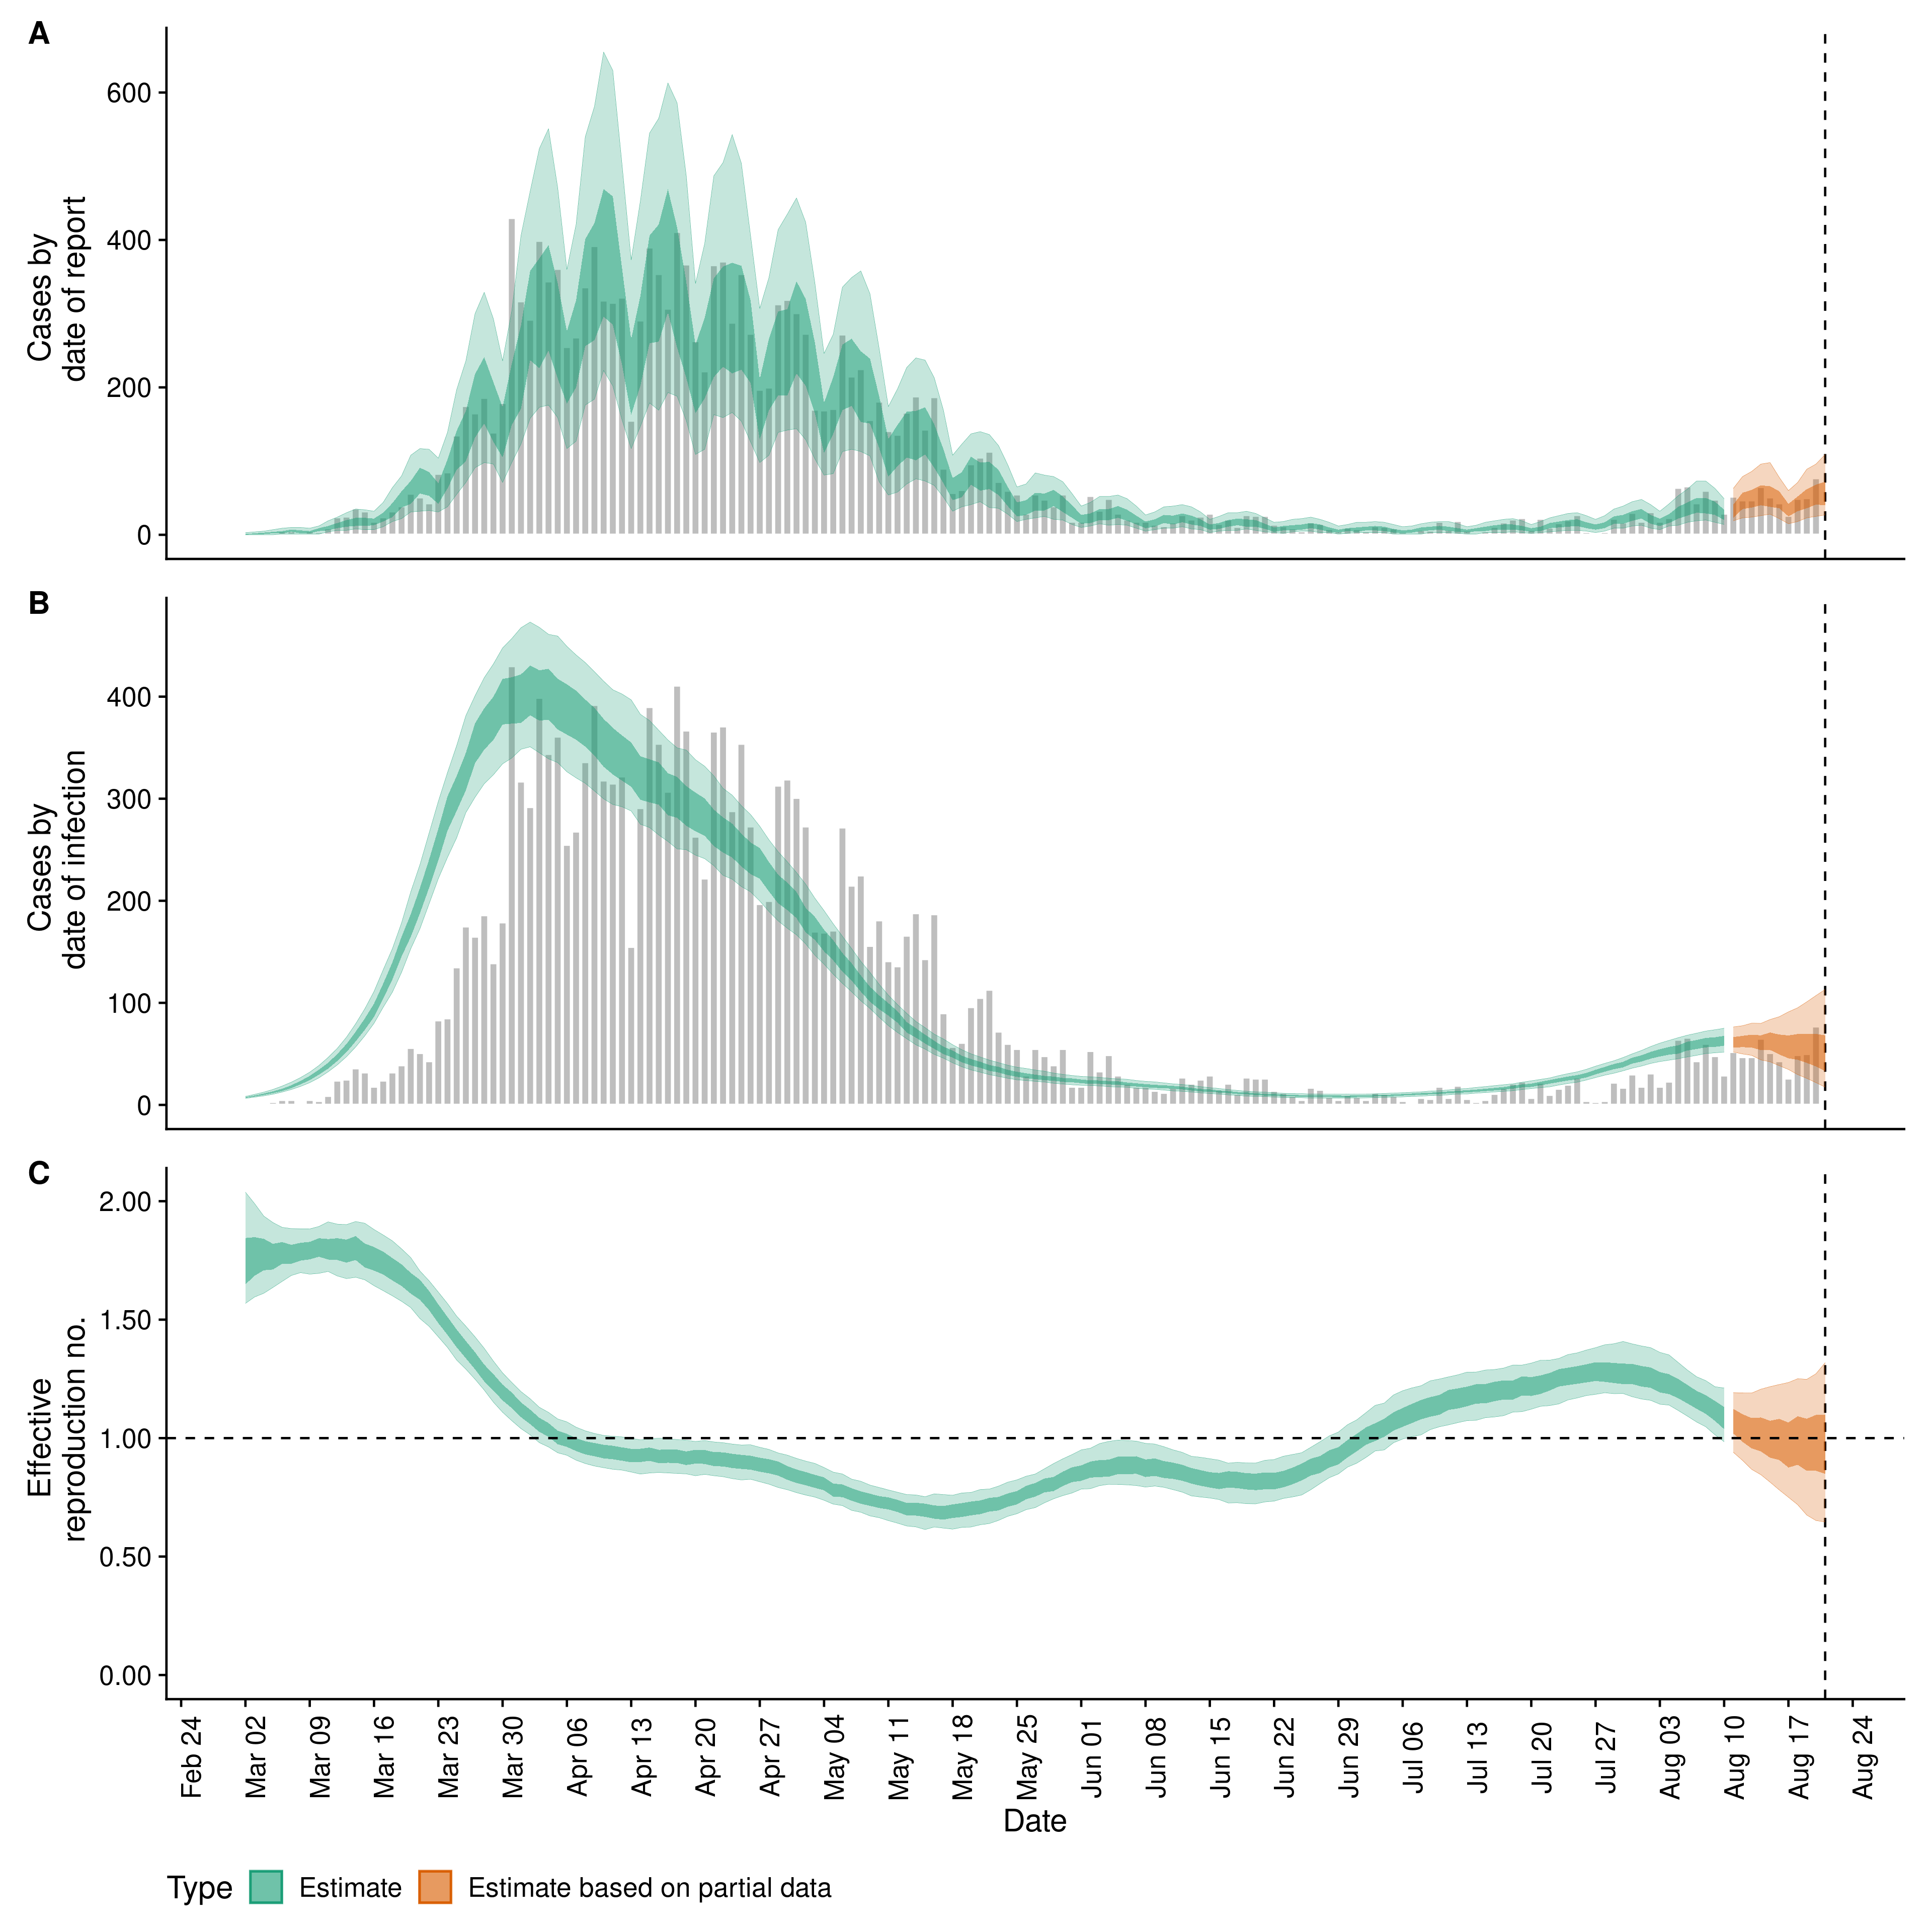 A
Cases by
date of report
600
400
200
0
B
Cases by
date of infection
400
300
200
100
0
C
Effective
reproduction no.
2.00
1.50
1.00
0.50
0.00
Feb 24
Mar 02
Mar 09
Mar 16
Mar 23
Mar 30
Apr 06
Apr 13
Apr 20
Apr 27
May 04
May 11
May 18
May 25
Jun 01
Jun 08
Jun 15
Jun 22
Jun 29
Jul 06
Jul 13
Jul 20
Jul 27
Aug 03
Aug 10
Aug 17
Aug 24
Date
Type Estimate Estimate based on partial data